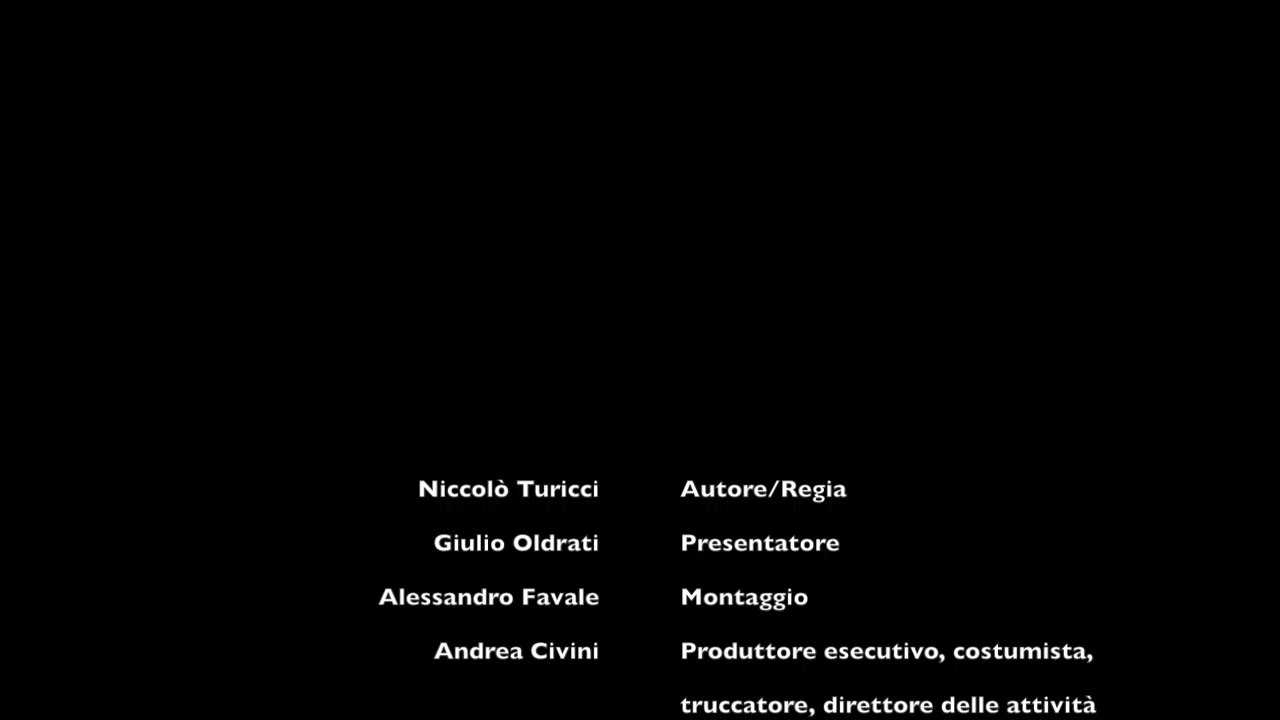 Niccolò Turicci Autore/Regia
Giulio Oldrati Presentatore
Alessandro Favale Montaggio
Andrea Civini Produttore esecutivo, costumista,
truccatore, direttore delle attività